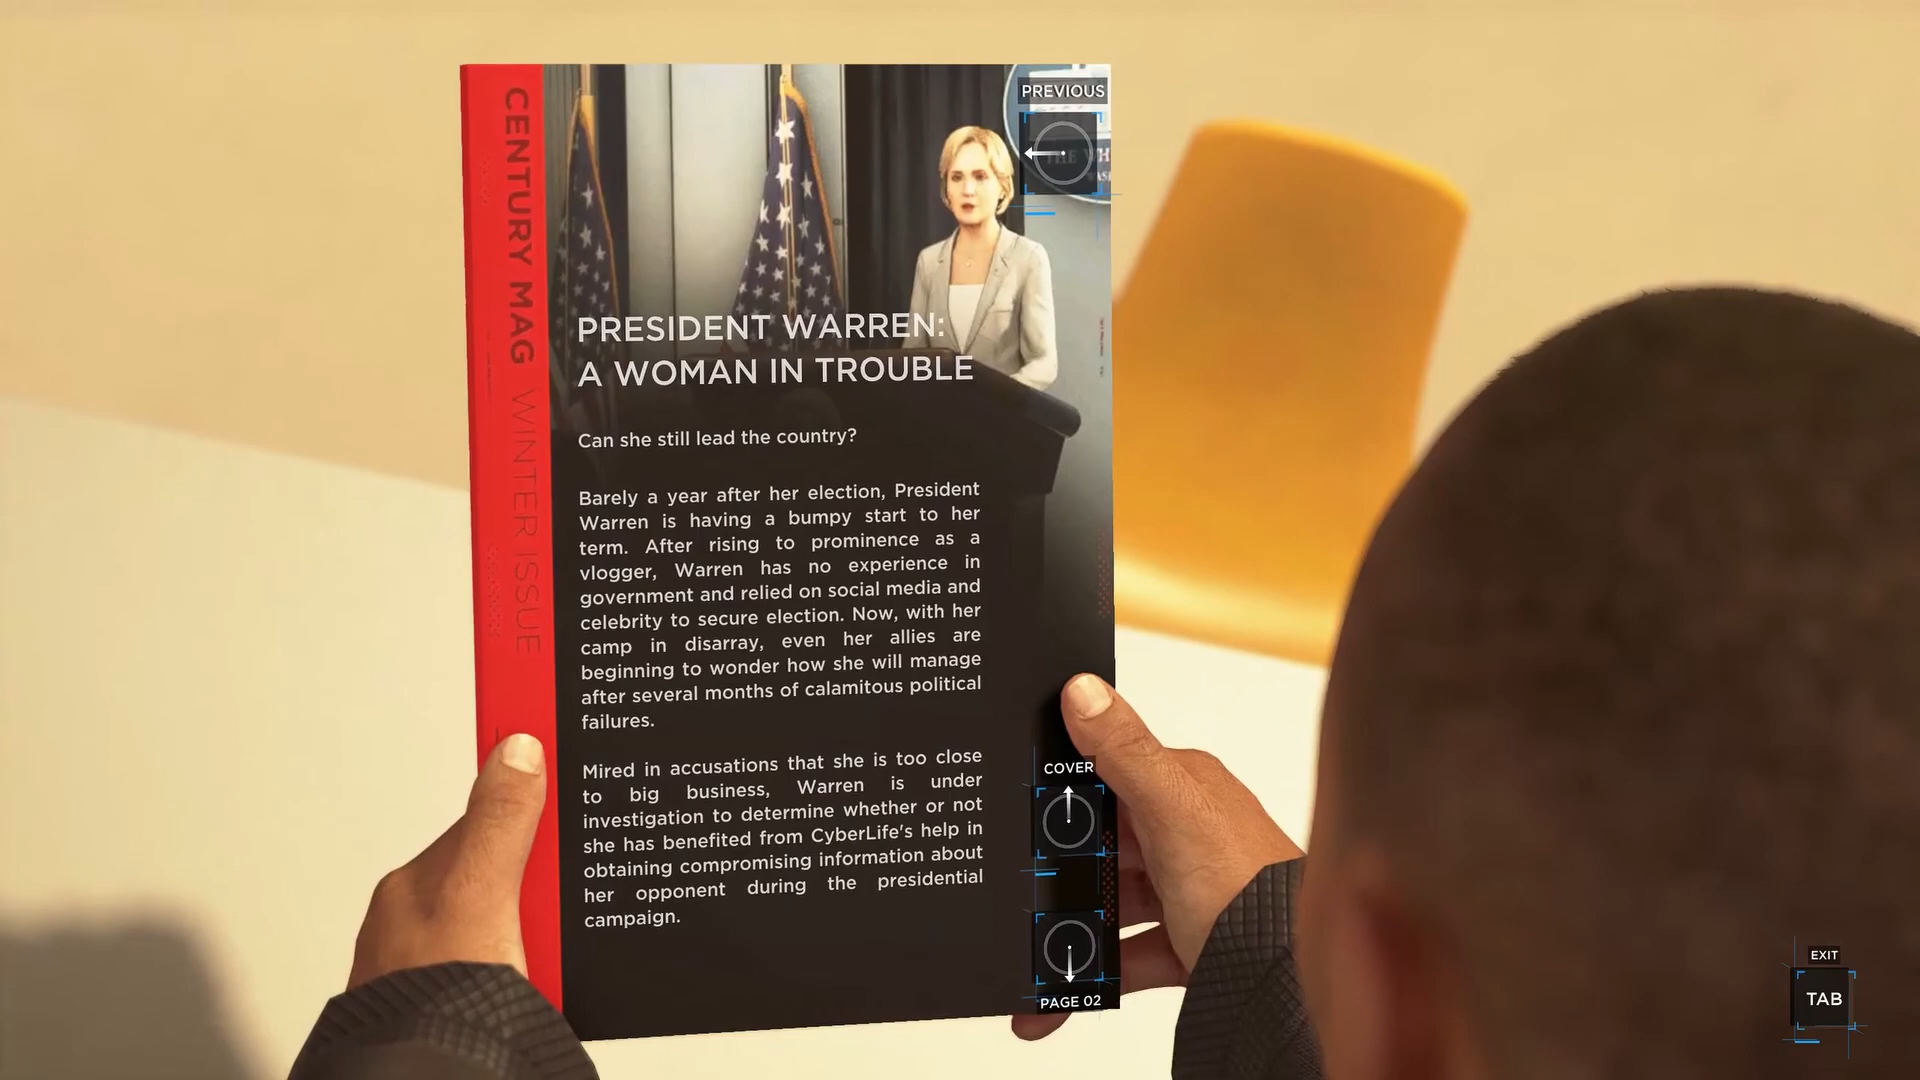 CENTURY MAG WINTER ISSUE
PREVIOUS
THE WH
PRESIDENT WARREN:
A WOMAN IN TROUBLE
Can she still lead the country?
Barely a year after her election, President
Warren is having a bumpy start to her
term. After rising to prominence as a
vlogger, Warren has no experience in
government and relied on social media and
celebrity to secure election. Now, with her
camp in disarray, even her allies are
beginning to wonder how she will manage
after several months of calamitous political
failures.
Mired in accusations that she is too close
to big business, Warren is under
investigation to determine whether or not
she has benefited from CyberLife's help in
obtaining compromising information about
her opponent during the presidential
campaign.
COVER
PAGE 02
EXIT
TAB